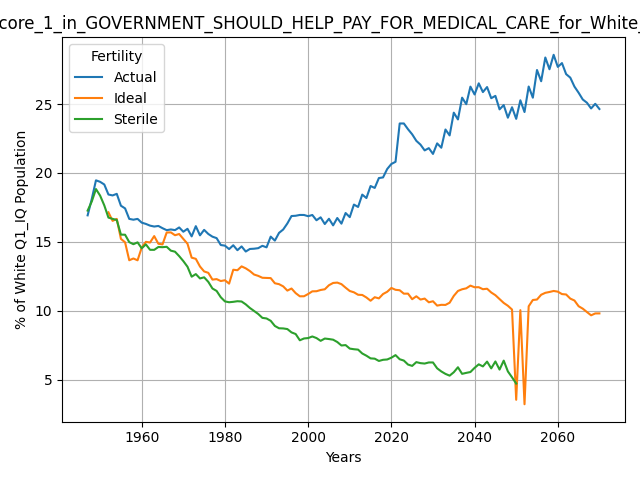 core_1_in_GOVERNMENT_SHOULD_HELP_PAY_FOR_MEDICAL_CARE_for_White_
Fertility
Actual
Ideal
Sterile
% of White Q1_IQ Population
25
20
15
10
5
1960 1980 2000 2020 2040 2060
Years